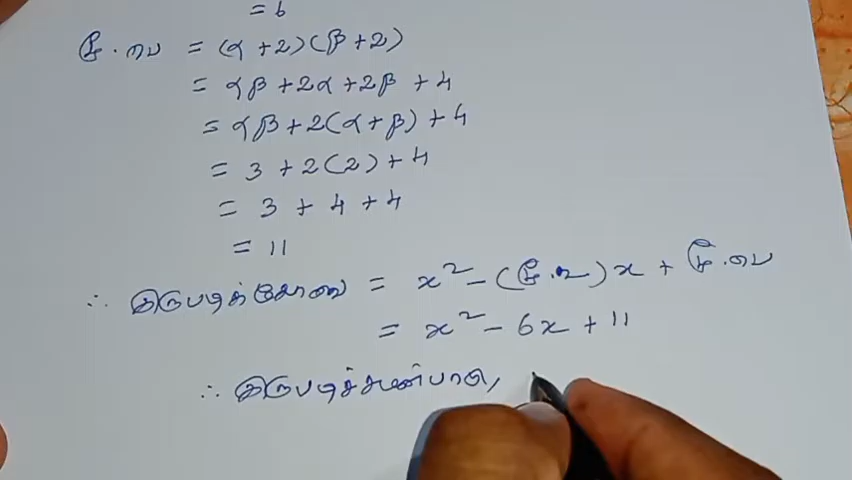 = 6
மூ.பெ = (α + 2) (β + 2)
= αβ + 2α + 2β + 4
= αβ + 2(α + β) + 4
= 3 + 2(2) + 4
= 3 + 4 + 4
= 11
∴ இருபடிக்கோவை = x² - (மூ.கூ)x + மூ.பெ
= x² - 6x + 11
∴ இருபடிச்சமன்பாடு,